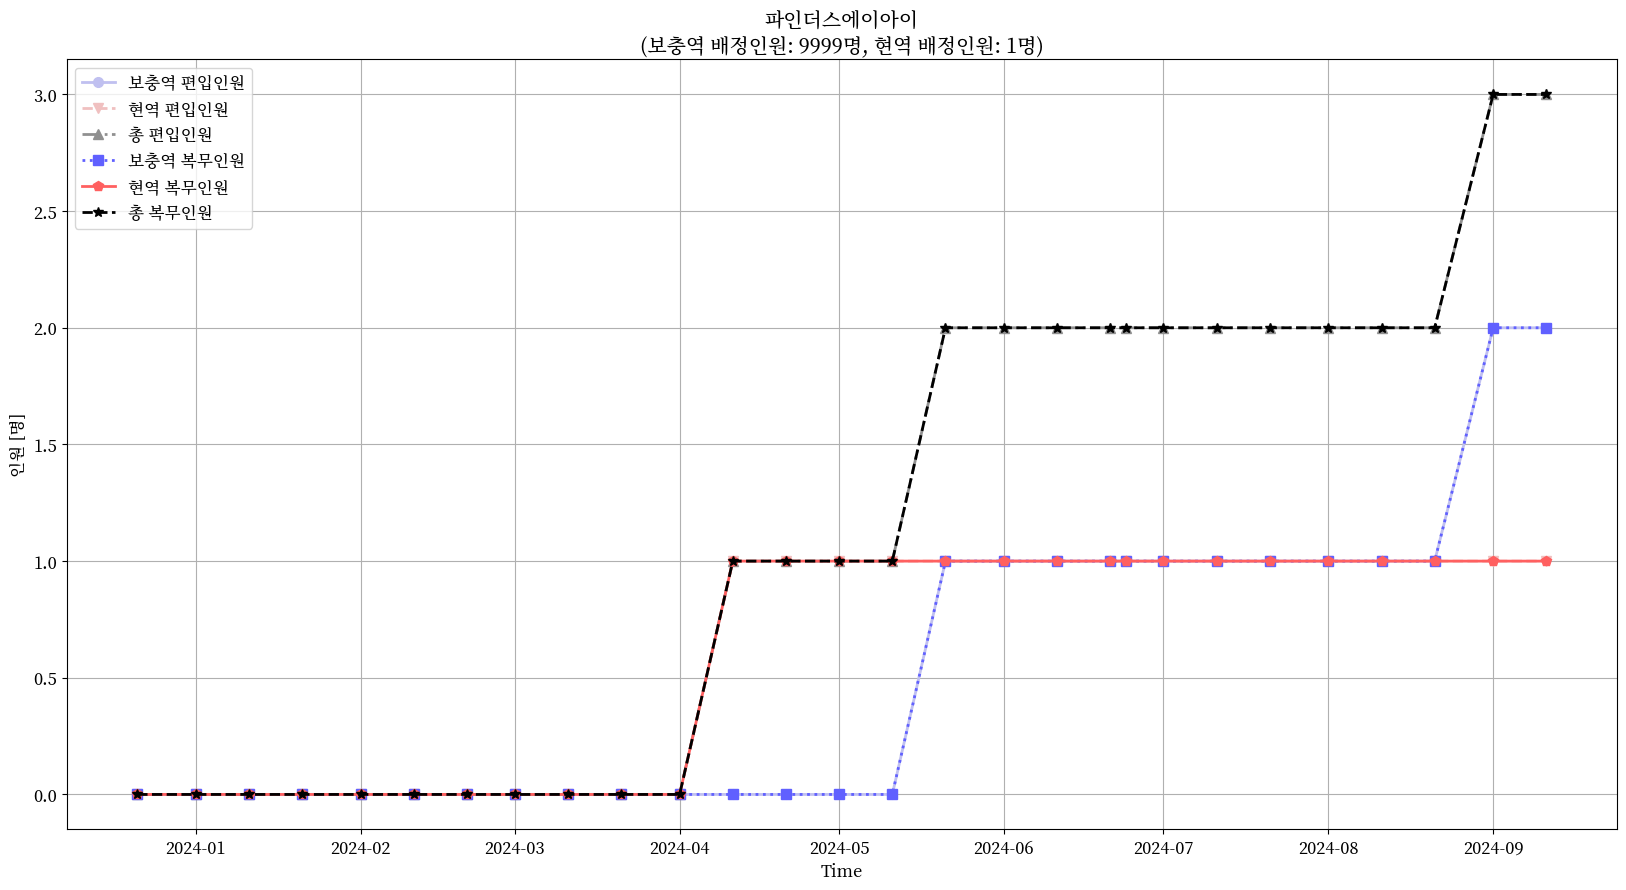 파인더스에이아이
(보충역 배정인원: 9999명, 현역 배정인원: 1명)
보충역 편입인원
현역 편입인원
총 편입인원
보충역 복무인원
현역 복무인원
총 복무인원
3.0
2.5
2.0
1.5
1.0
0.5
0.0
인원 [명]
2024-01
2024-02
2024-03
2024-04
2024-05
2024-06
2024-07
2024-08
2024-09
Time